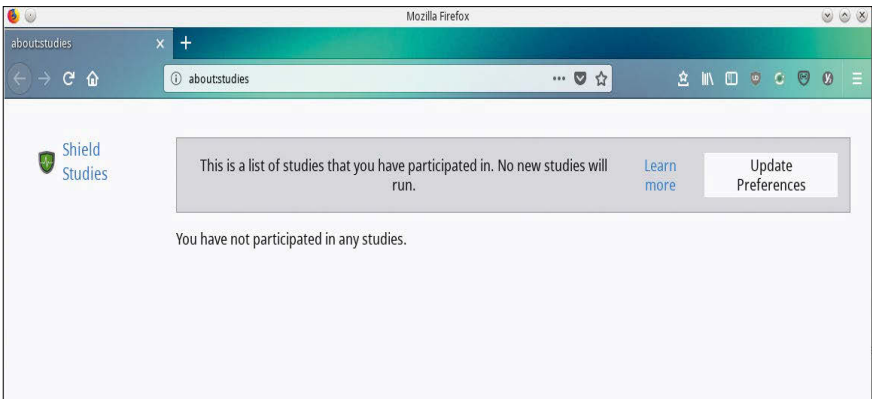 Mozilla Firefox
about:studies
about:studies
Shield
Studies
This is a list of studies that you have participated in. No new studies will
run.
Learn
more
Update
Preferences
You have not participated in any studies.